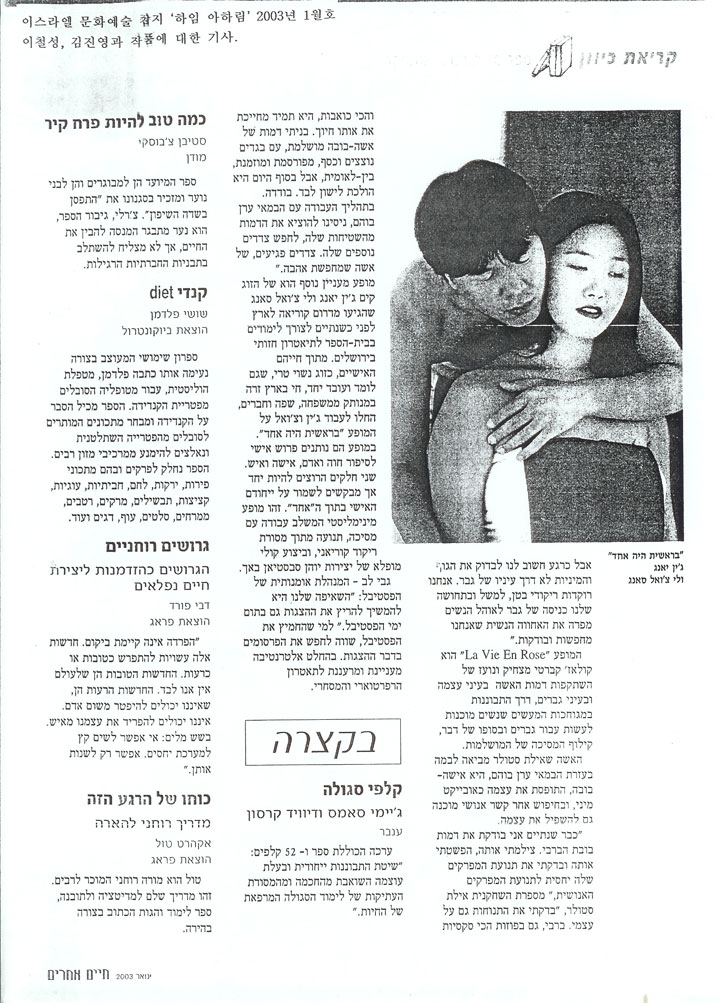 이스라엘 문화예술 잡지 '하임 아하림' 2003년 1월호
이철성, 김진영과 작품에 대한 기사.
קריאת כיוון
"בראשית היה אחד"
ג'ין יאנג
ולי צ'ואל סאנג
אבל כרגע חשוב לנו לבדוק את הגוף
והמיניות לא דרך עיניו של גבר. אנחנו
רוקדות ריקודי בטן, למשל ובתחושה
שלנו כניסה של גבר לאוהל הנשים
מפרה את האחווה הנשית שאנחנו
מחפשות ובודקות."
המופע "La Vie En Rose" הוא
קולאז' קברטי מצחיק ונועז של
השתקפות דמות האשה  בעיני עצמה
ובעיני גברים, דרך התבוננות
במגוחכות המעשים שנשים מוכנות
לעשות עבור גברים ובסופו של דבר,
קילוף המסיכה של המושלמות.
האשה שאילת סטולר מביאה לבמה
בעזרת הבמאי ערן בוהם, היא אישה-
בובה, התופסת את עצמה כאובייקט
מיני, ובחיפוש אחר קשר אנושי מוכנה
גם להשפיל את עצמה.
"כבר שנתיים אני בודקת את דמות
בובת הברבי. צילמתי אותה, הפשטתי
אותה ובדקתי את תנועת המפרקים
שלה יחסית לתנועת המפרקים
האנושית," מספרת השחקנית אילת
סטולר, "בדקתי את התנוחות גם על
עצמי. ברבי, גם בפוזות הכי סקסיות
והכי כואבות, היא תמיד מחייכת
את אותו חיוך. בניתי דמות של
אשה-בובה מושלמת, עם בגדים
נוצצים וכסף, מפורסמת ומוזמנת,
בין-לאומית, אבל בסוף היום היא
הולכת לישון לבד. בודדה.
בתהליך העבודה עם הבמאי ערן
בוהם, ניסינו להוציא את הדמות
מהשטיחות שלה, לחפש צדדים
נוספים שלה. צדדים פגיעים, של
אשה שמחפשת אהבה."
מופע מעניין נוסף הוא של הזוג
קים ג'ין יאנג ולי צ'ואל סאנג
שהגיעו מדרום קוריאה לארץ
לפני כשנתיים לצורך לימודים
בבית-הספר לתיאטרון חזותי
בירושלים. מתוך חייהם
האישיים, כזוג נשוי טרי, שגם
לומד ועובד יחד, חי בארץ זרה
במנותק ממשפחה, שפה וחברים,
החלו לעבוד ג'ין וצ'ואל על
המופע "בראשית היה אחד".
במופע הם נותנים פרוש אישי
לסיפור חוה ואדם, אישה ואיש.
שני חלקים הרוצים להיות יחד
אך מבקשים לשמור על ייחודם
האישי בתוך ה"אחד". זהו מופע
מינימליסטי המשלב עבודה עם
מסיכה, תנועה מתוך מסורת
ריקוד קוריאני, וביצוע קולי
מופלא של יצירות יוהן סבסטיאן באך.
גבי לב - המנהלת אומנותית של
הפסטיבל: "השאיפה שלנו היא
להמשיך להריץ את ההצגות גם בתום
ימי הפסטיבל." למי שהחמיץ את
הפסטיבל, שווה לחפש את הפרסומים
בדבר ההצגות. בהחלט אלטרנטיבה
מעניינת ומרעננת לתאטרון
הרפרטוארי והמסחרי.
בקצרה
קלפי סגולה
ג'יימי סאמס ודיוויד קרסון
ענבר
ערכה הכוללת ספר ו- 52 קלפים:
"שיטת התבוננות ייחודית ובעלת
עוצמה השואבת מהחכמה ומהמסורת
העתיקות של לימוד הסגולה המרפאת
של החיות."
כמה טוב להיות פרח קיר
סטיבן צ'בוסקי
מודן
ספר המיועד הן למבוגרים והן לבני
נוער ומזכיר בסגנונו את "התפסן
בשדה השיפון". צ'רלי, גיבור הספר,
הוא נער מתבגר המנסה להבין את
החיים, אך לא מצליח להשתלב
בתבניות החברתיות הרגילות.
קנדי diet
שושי פלדמן
הוצאת ביוקונטרול
ספרון שימושי המעוצב בצורה
נעימה אותו כתבה פלדמן, מטפלת
הוליסטית, עבור מטופליה הסובלים
מפטריית הקנדידה. הספר מכיל הסבר
על הקנדידה ומבחר מתכונים המותרים
לסובלים מהפטרייה השתלטנית
ונאלצים להימנע ממרכיבי מזון רבים.
הספר נחלק לפרקים ובהם מתכוני
פירות, ירקות, לחם, חביתיות, עוגיות,
קציצות, תבשילים, מרקים, רטבים,
ממרחים, סלטים, עוף, דגים ועוד.
גרושים רוחניים
הגרושים כהזדמנות ליצירת
חיים נפלאים
דבי פורד
הוצאת פראג
"הפרדה אינה קיימת ביקום. חדשות
אלה עשויות להתפרש כטובות או
כרעות. החדשות הטובות הן שלעולם
אין אנו לבד. החדשות הרעות הן,
שאיננו יכולים להיפטר משום אדם.
איננו יכולים להפריד את עצמנו מאיש.
בשש מלים: אי אפשר לשים קץ
למערכת יחסים. אפשר רק לשנות
אותן."
כוחו של הרגע הזה
מדריך רוחני להארה
אקהרט טול
הוצאת פראג
טול הוא מורה רוחני המוכר לרבים.
זהו מדריך שלם למדיטציה ולתובנה,
ספר לימוד והגות הכתוב בצורה
בהירה.
ינואר 2003 חיים אחרים